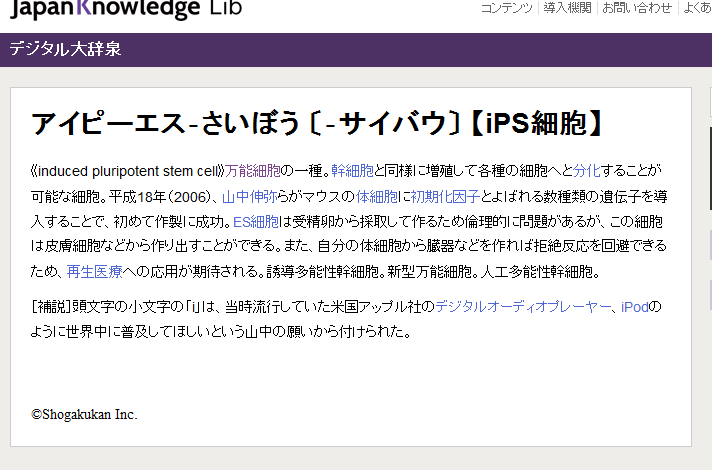 JapanKnowledge Lib
コンテンツ 導入機関 お問い合わせ よくあ
デジタル大辞泉
アイピーエス-さいぼう〔-サイバウ〕【iPS細胞】
《induced pluripotent stem cell》万能細胞の一種。幹細胞と同様に増殖して各種の細胞へと分化することが
可能な細胞。平成18年（2006）、山中伸弥らがマウスの体細胞に初期化因子とよばれる数種類の遺伝子を導
入することで、初めて作製に成功。ES細胞は受精卵から採取して作るため倫理的に問題があるが、この細胞
は皮膚細胞などから作り出すことができる。また、自分の体細胞から臓器などを作れば拒絶反応を回避できる
ため、再生医療への応用が期待される。誘導多能性幹細胞。新型万能細胞。人工多能性幹細胞。
［補説］頭文字の小文字の「i」は、当時流行していた米国アップル社のデジタルオーディオプレーヤー、iPodの
ように世界中に普及してほしいという山中の願いから付けられた。
©Shogakukan Inc.